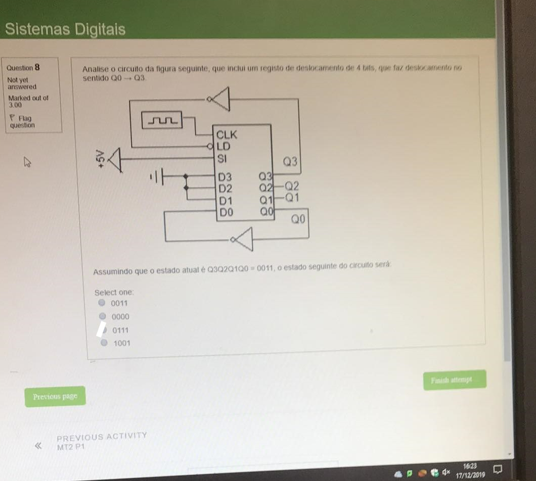 Sistemas Digitais
Question 8
Not yet
answered
Marked out of
3.00
Flag
question
Analise o circuito da figura seguinte, que inclui um registo de deslocamento de 4 bits, que faz deslocamento no
sentido Q0 → Q3.
CLK
LD
SI
+5V
D3
D2
D1
D0
Q3
Q2
Q1
Q0
Q3
Q2
Q1
Q0
Assumindo que o estado atual é Q3Q2Q1Q0 = 0011, o estado seguinte do circuito será:
Select one:
0011
0000
0111
1001
Previous page
Finish attempt ...
PREVIOUS ACTIVITY
MT2 P1
16:23
17/12/2019